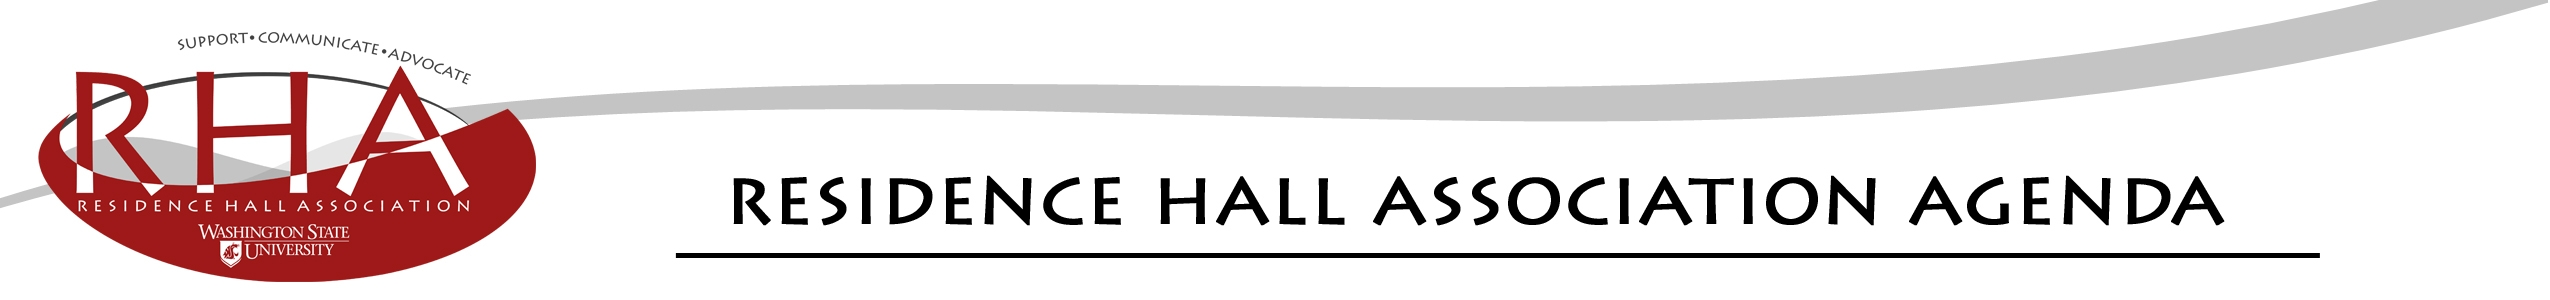 SUPPORT•COMMUNICATE•ADVOCATE
RHA
RESIDENCE HALL ASSOCIATION
WASHINGTON STATE
UNIVERSITY
RESIDENCE HALL ASSOCIATION AGENDA